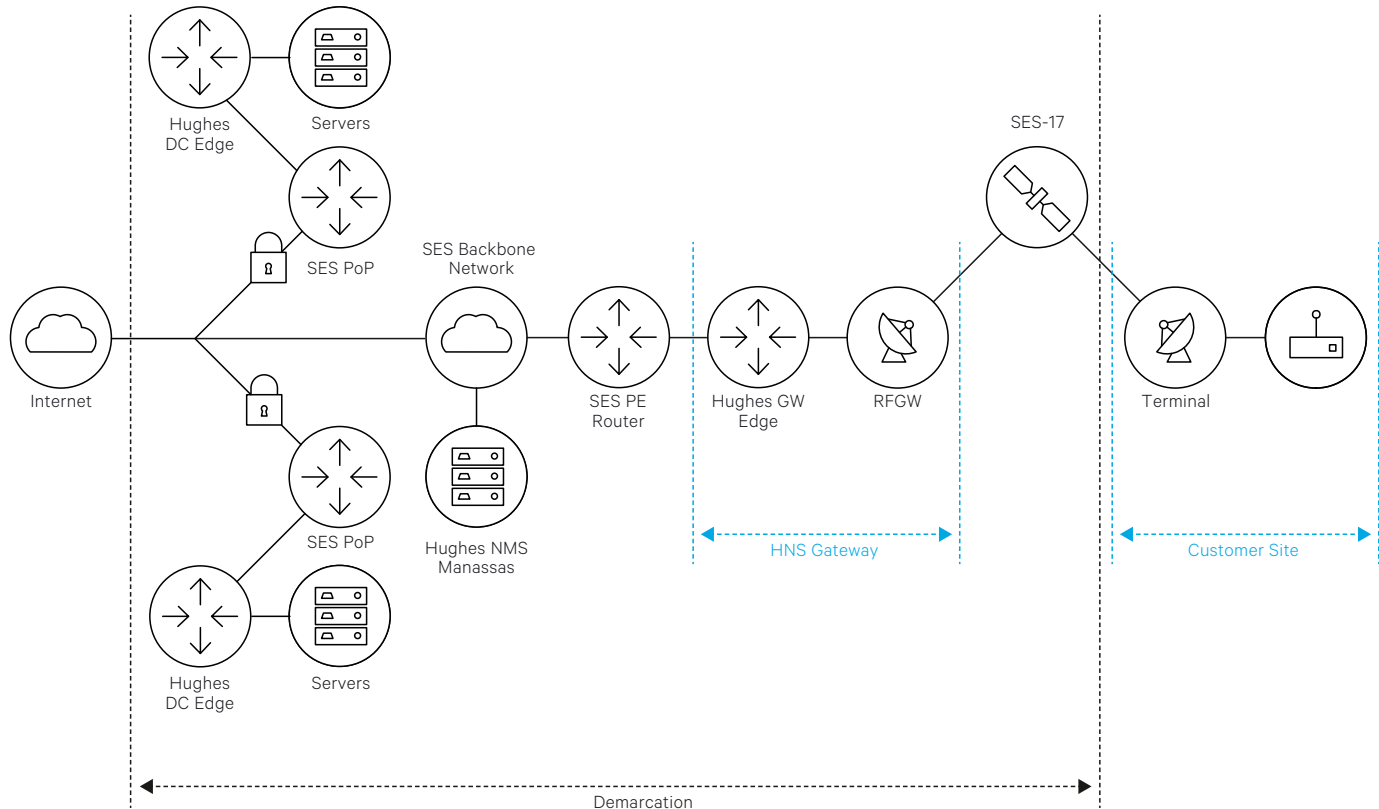 Hughes
DC Edge
Servers
SES-17
SES PoP
SES Backbone
Network
Internet
SES PE
Router
Hughes GW
Edge
RFGW
Terminal
SES PoP
Hughes NMS
Manassas
HNS Gateway
Customer Site
Hughes
DC Edge
Servers
Demarcation